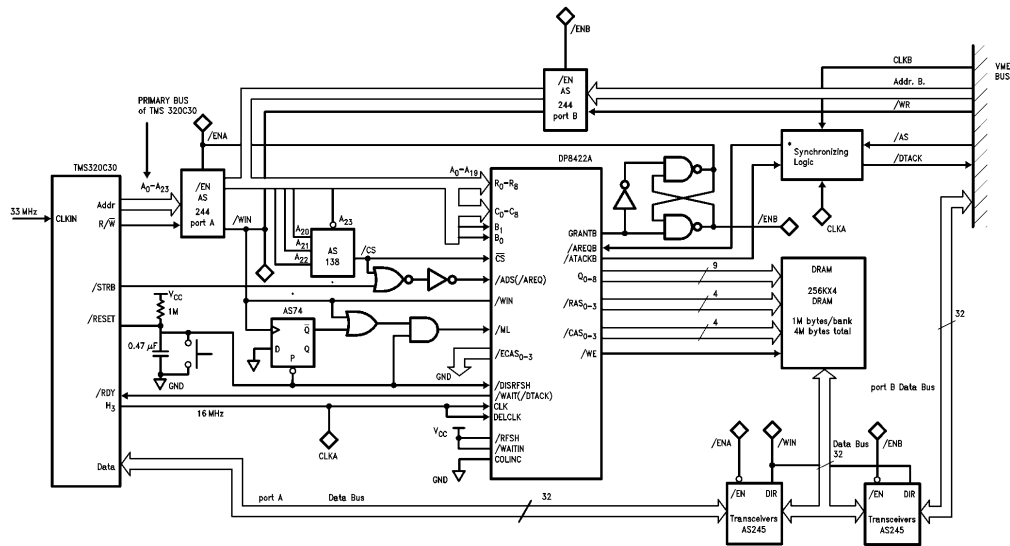 /ENB
CLKB
VME
BUS
/EN
AS
244
port B
Addr. B.
/WR
PRIMARY BUS
of TMS 320C30
/ENA
TMS320C30
A0-A23
/EN
AS
244
port A
A0-A19
DP8422A
* Synchronizing
Logic
/AS
/DTACK
33 MHz
CLKIN
Addr
R/W̅
/WIN
A23
A20
A21
A22
AS
138
/CS
R0-R8
C0-C8
B1
B0
C̅S̅
GRANTB
/AREQB
/ATACKB
/ENB
CLKA
/STRB
VCC
1M
/RESET
0.47 μF
GND
AS74
Q̅
D
Q
P
/ADS(/AREQ)
/WIN
/ML
/ECAS0-3
GND
Q0-8
9
/RAS0-3
4
/CAS0-3
4
/WE
DRAM
256KX4
DRAM
1M bytes/bank
4M bytes total
32
port B Data Bus
/RDY
H3
16 MHz
CLKA
/DISRFSH
/WAIT(/DTACK)
CLK
DELCLK
VCC
/RFSH
/WAITIN
COLINC
GND
Data
port A
Data Bus
32
/ENA
/WIN
Data Bus
32
/ENB
/EN
DIR
Transceivers
AS245
/EN
DIR
Transceivers
AS245